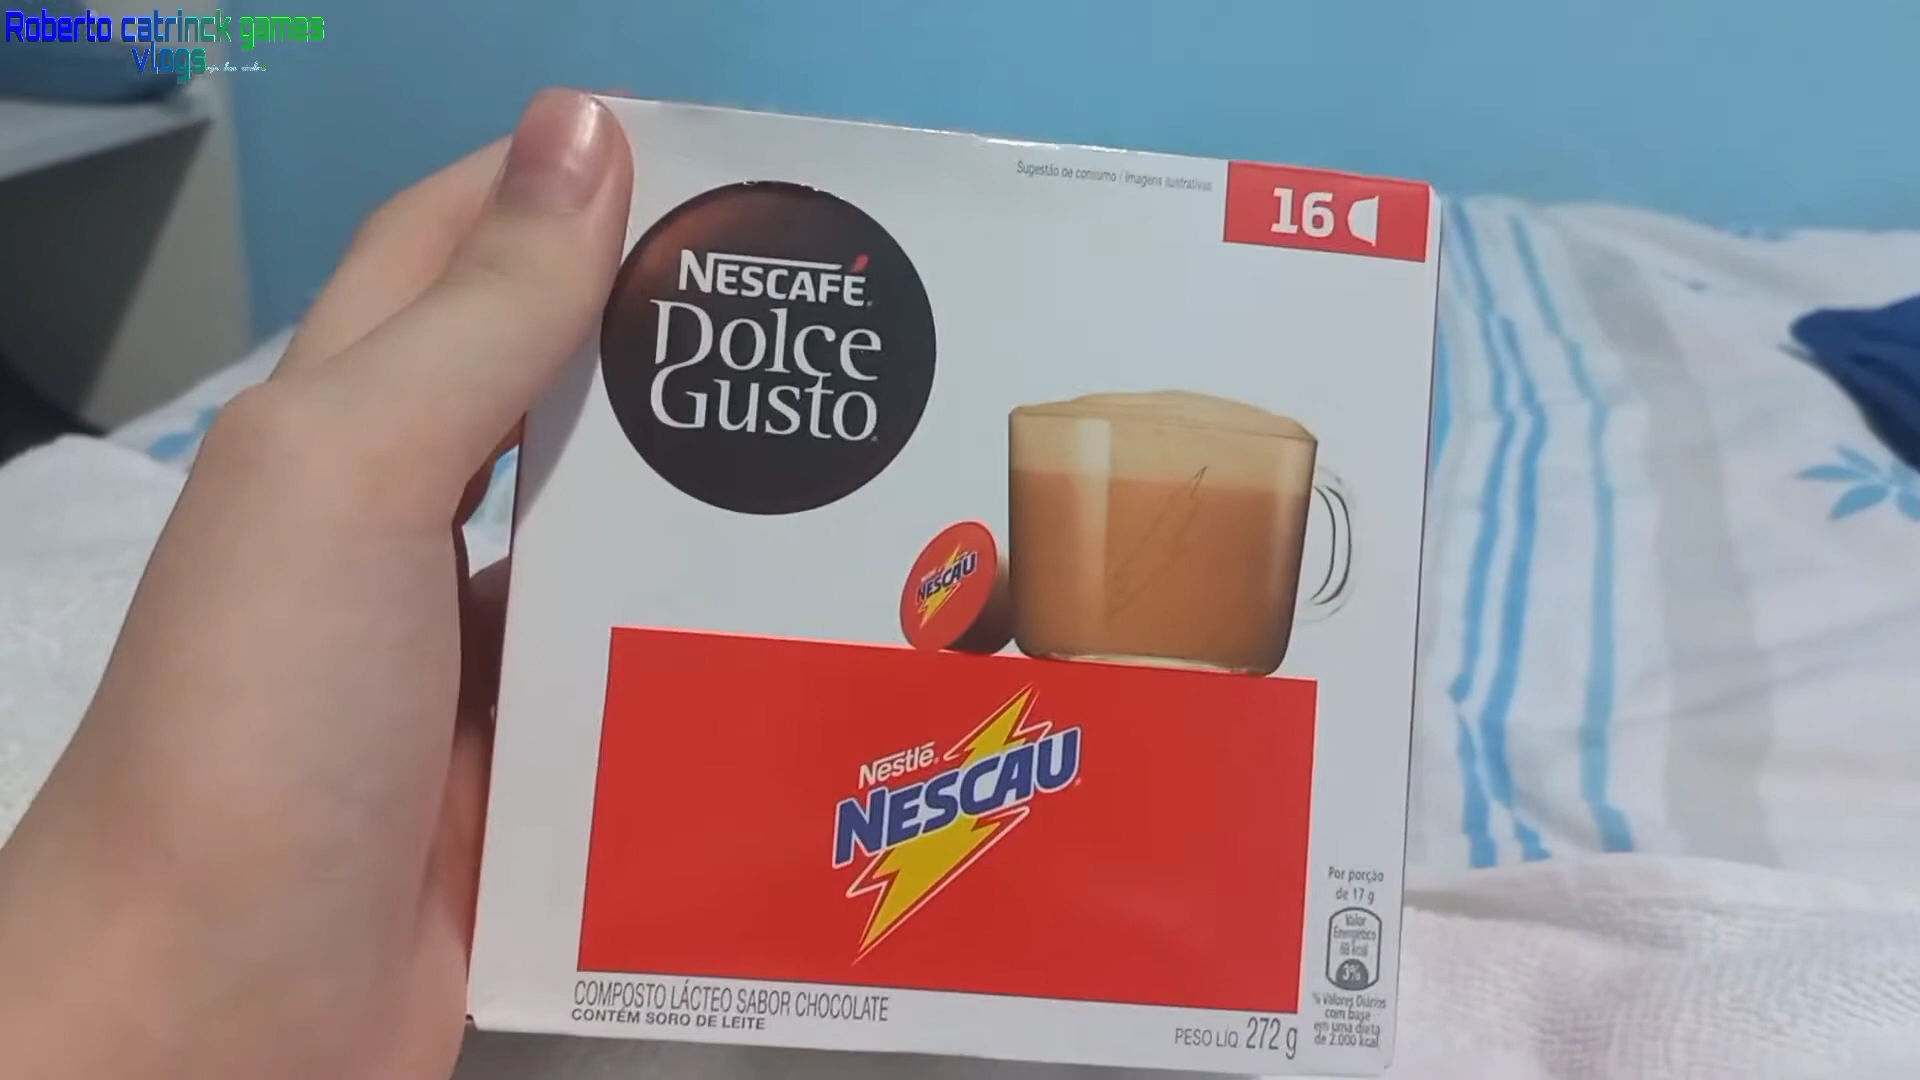 Roberto catrinck games
vlogs
Sugestão de consumo / Imagens ilustrativas
16
NESCAFÉ
Dolce
Gusto
NESCAU
Nestlé
NESCAU
COMPOSTO LÁCTEO SABOR CHOCOLATE
CONTÉM SORO DE LEITE
PESO LÍQ. 272 g
Por porção
de 17 g
Valor
Energético
69 kcal
3%
% Valores Diários
com base
em uma dieta
de 2.000 kcal